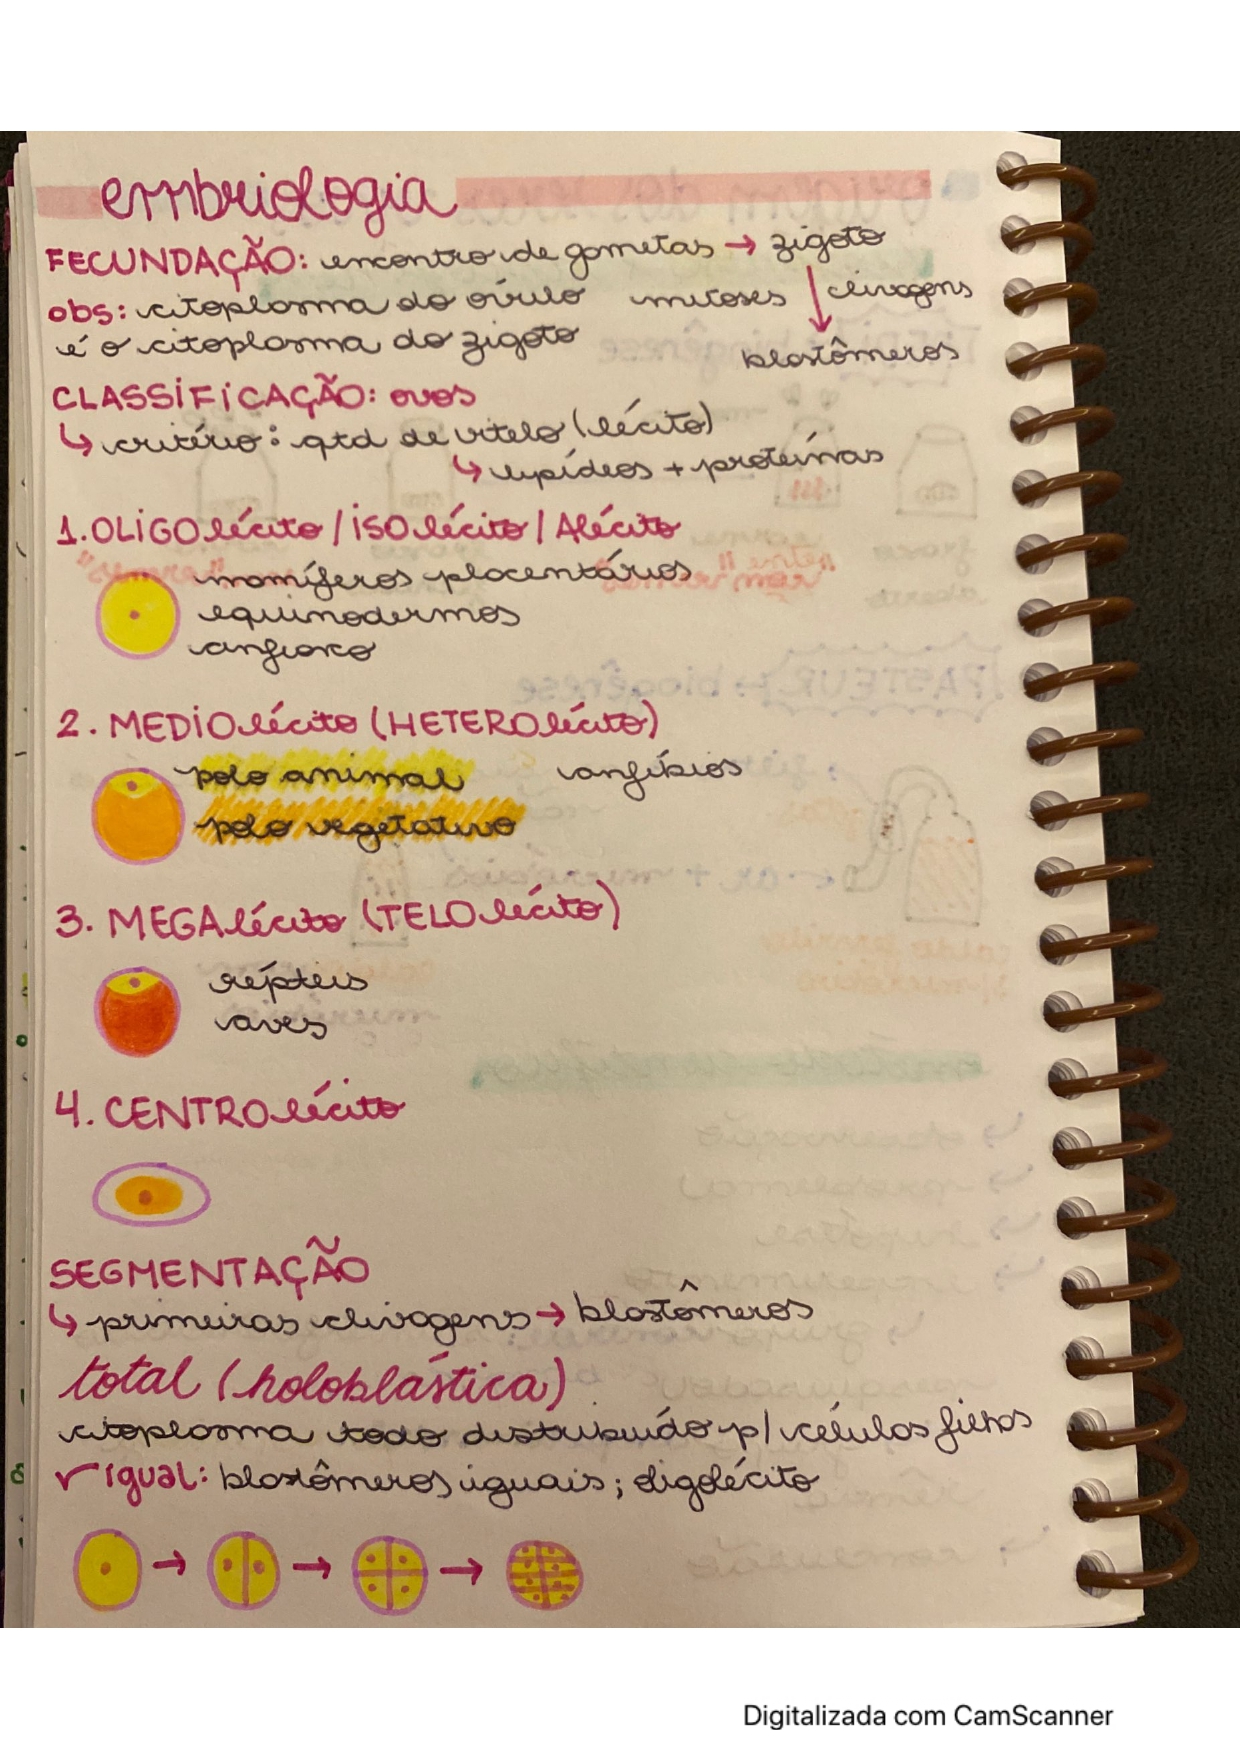 embriologia
FECUNDAÇÃO: encontro de gametas → zigoto
obs: citoplasma do óvulo mitoses ↓ clivagens
é o citoplasma do zigoto blastômeros
CLASSIFICAÇÃO: ovos
↳ critério: qtd de vitelo (lécito)
↳ lipídeos + proteínas
1. OLIGOlécito / ISOlécito / Alécito
mamíferos placentários
equinodermos
anfioxo
2. MEDIOlécito (HETEROlécito)
polo animal anfíbios
polo vegetativo
3. MEGAlécito (TELOlécito)
répteis
aves
4. CENTROlécito
SEGMENTAÇÃO
↳ primeiras clivagens → blastômeros
total (holoblástica)
citoplasma todo distribuído p/ células filhas
igual: blastômeros iguais; oligolécito
Digitalizada com CamScanner